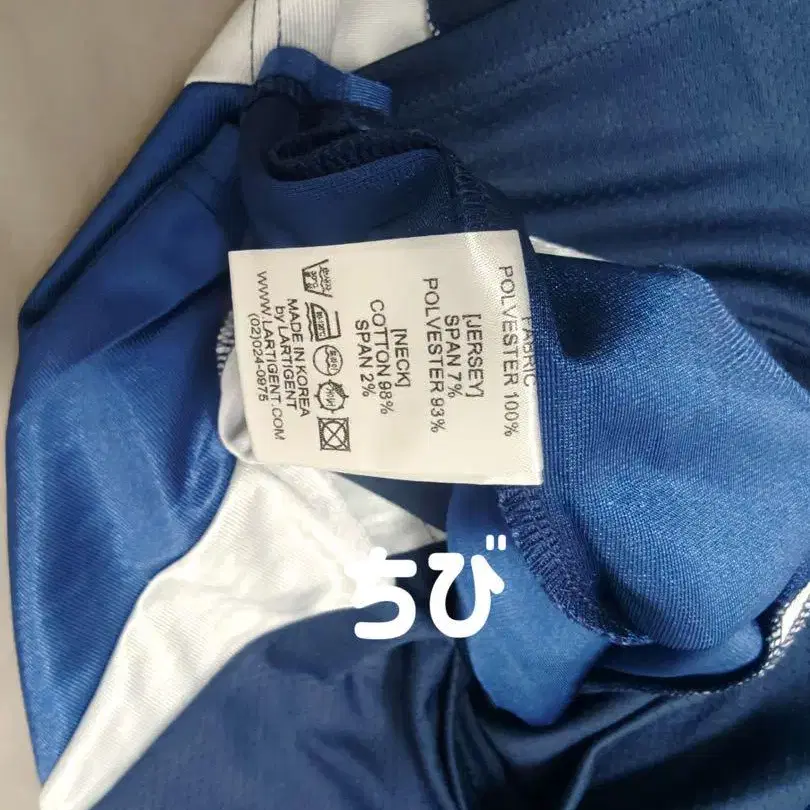 FABRIC
POLYESTER 100%
[JERSEY]
SPAN 7%
POLYESTER 93%
[NECK]
COTTON 98%
SPAN 2%
MADE IN KOREA
by LARTIGENT
WWW.LARTIGENT.COM
(02)024-0975
ちび